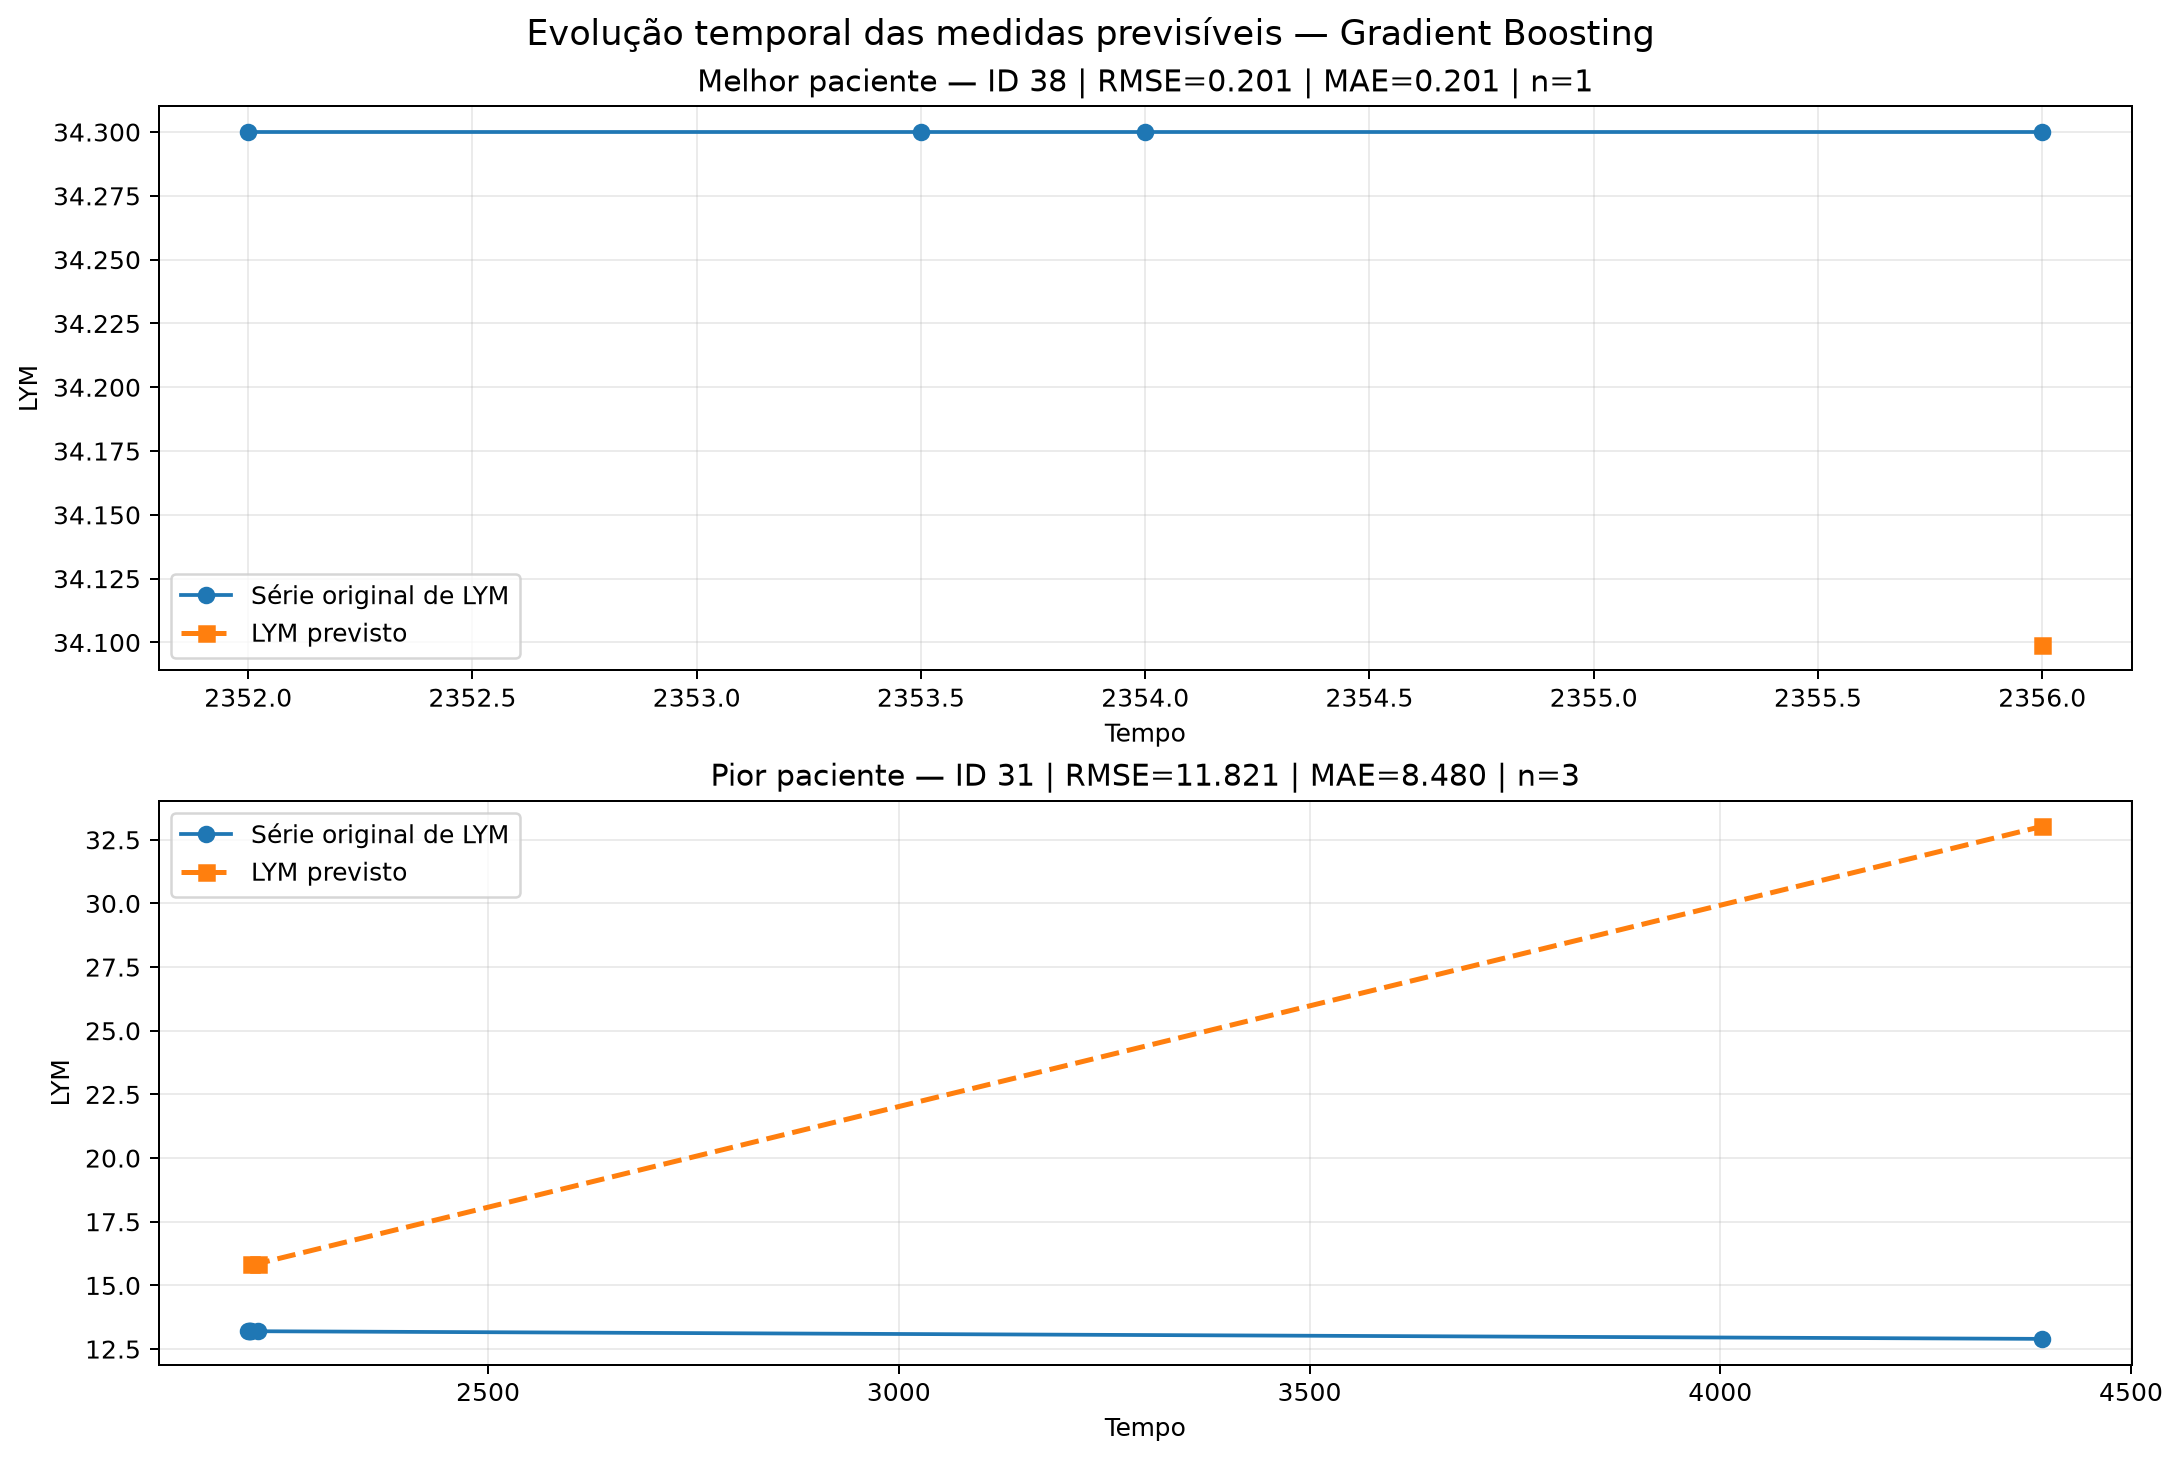 Evolução temporal das medidas previsíveis — Gradient Boosting
Melhor paciente — ID 38 | RMSE=0.201 | MAE=0.201 | n=1
34.300
34.275
34.250
34.225
34.200
34.175
34.150
34.125
34.100
LYM
Série original de LYM
LYM previsto
2352.0 2352.5 2353.0 2353.5 2354.0 2354.5 2355.0 2355.5 2356.0
Tempo
Pior paciente — ID 31 | RMSE=11.821 | MAE=8.480 | n=3
Série original de LYM
LYM previsto
32.5
30.0
27.5
25.0
22.5
20.0
17.5
15.0
12.5
LYM
2500 3000 3500 4000 4500
Tempo